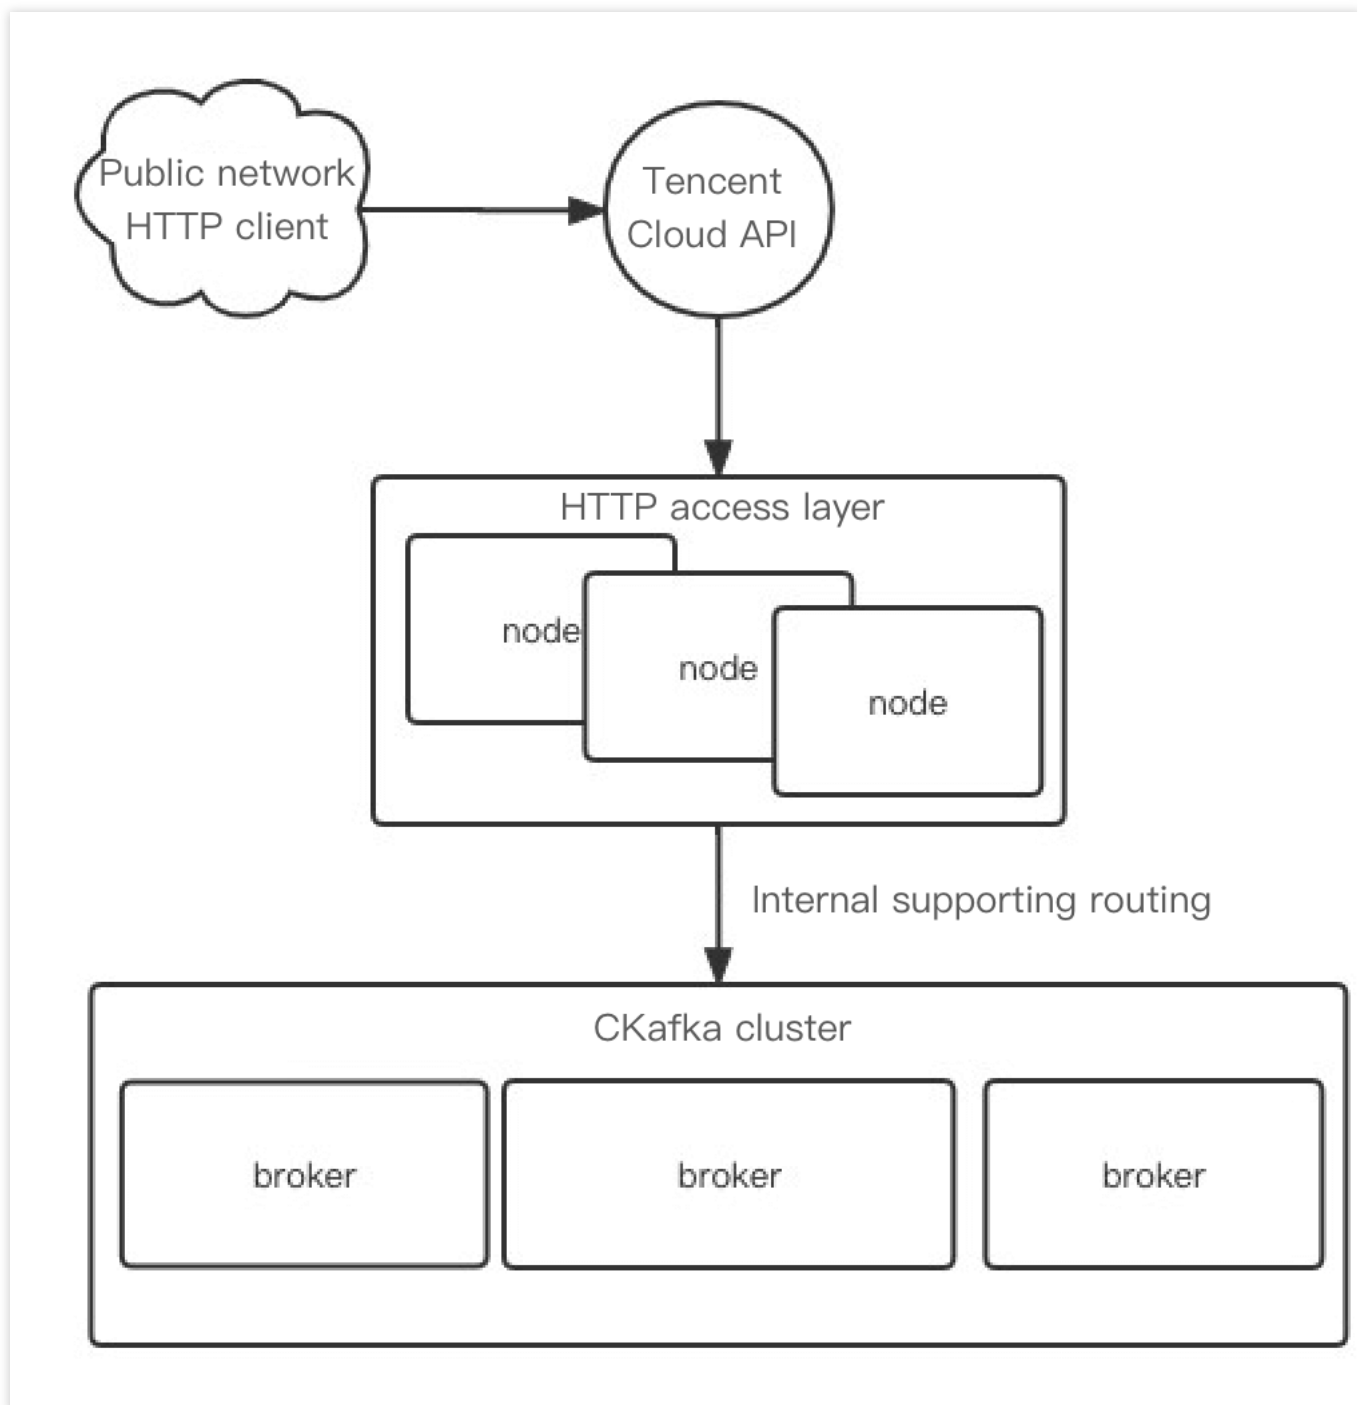 Public network
HTTP client
Tencent
Cloud API
HTTP access layer
node
node
node
Internal supporting routing
CKafka cluster
broker
broker
broker